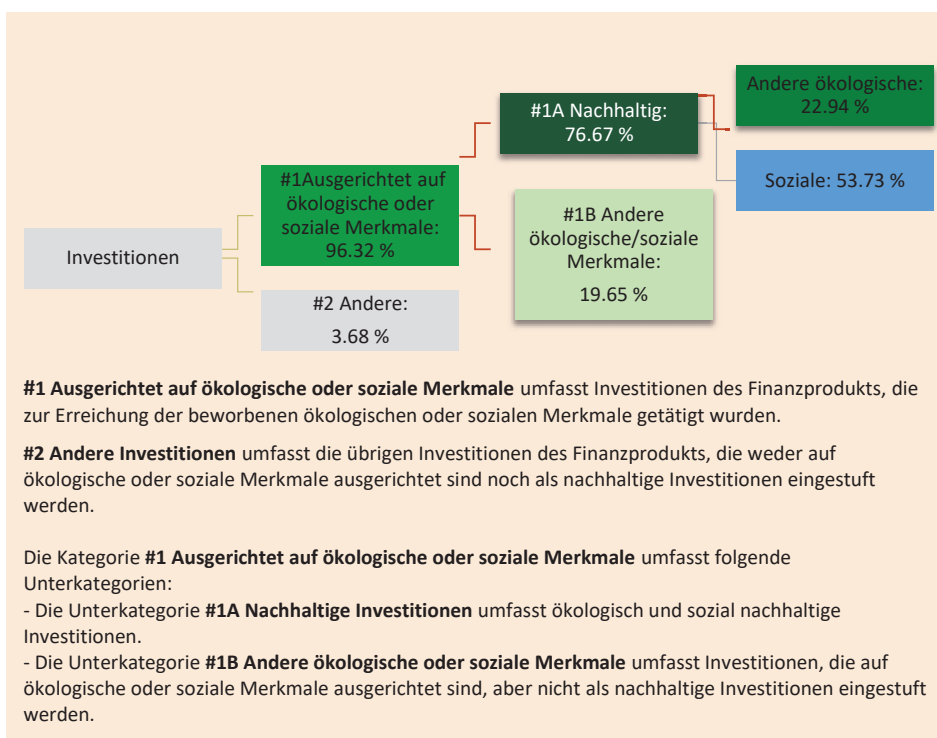 Investitionen
#1Ausgerichtet auf
ökologische oder
soziale Merkmale:
96.32 %
#2 Andere:
3.68 %
#1A Nachhaltig:
76.67 %
#1B Andere
ökologische/soziale
Merkmale:
19.65 %
Andere ökologische:
22.94 %
Soziale: 53.73 %
#1 Ausgerichtet auf ökologische oder soziale Merkmale umfasst Investitionen des Finanzprodukts, die
zur Erreichung der beworbenen ökologischen oder sozialen Merkmale getätigt wurden.
#2 Andere Investitionen umfasst die übrigen Investitionen des Finanzprodukts, die weder auf
ökologische oder soziale Merkmale ausgerichtet sind noch als nachhaltige Investitionen eingestuft
werden.
Die Kategorie #1 Ausgerichtet auf ökologische oder soziale Merkmale umfasst folgende
Unterkategorien:
- Die Unterkategorie #1A Nachhaltige Investitionen umfasst ökologisch und sozial nachhaltige
Investitionen.
- Die Unterkategorie #1B Andere ökologische oder soziale Merkmale umfasst Investitionen, die auf
ökologische oder soziale Merkmale ausgerichtet sind, aber nicht als nachhaltige Investitionen eingestuft
werden.